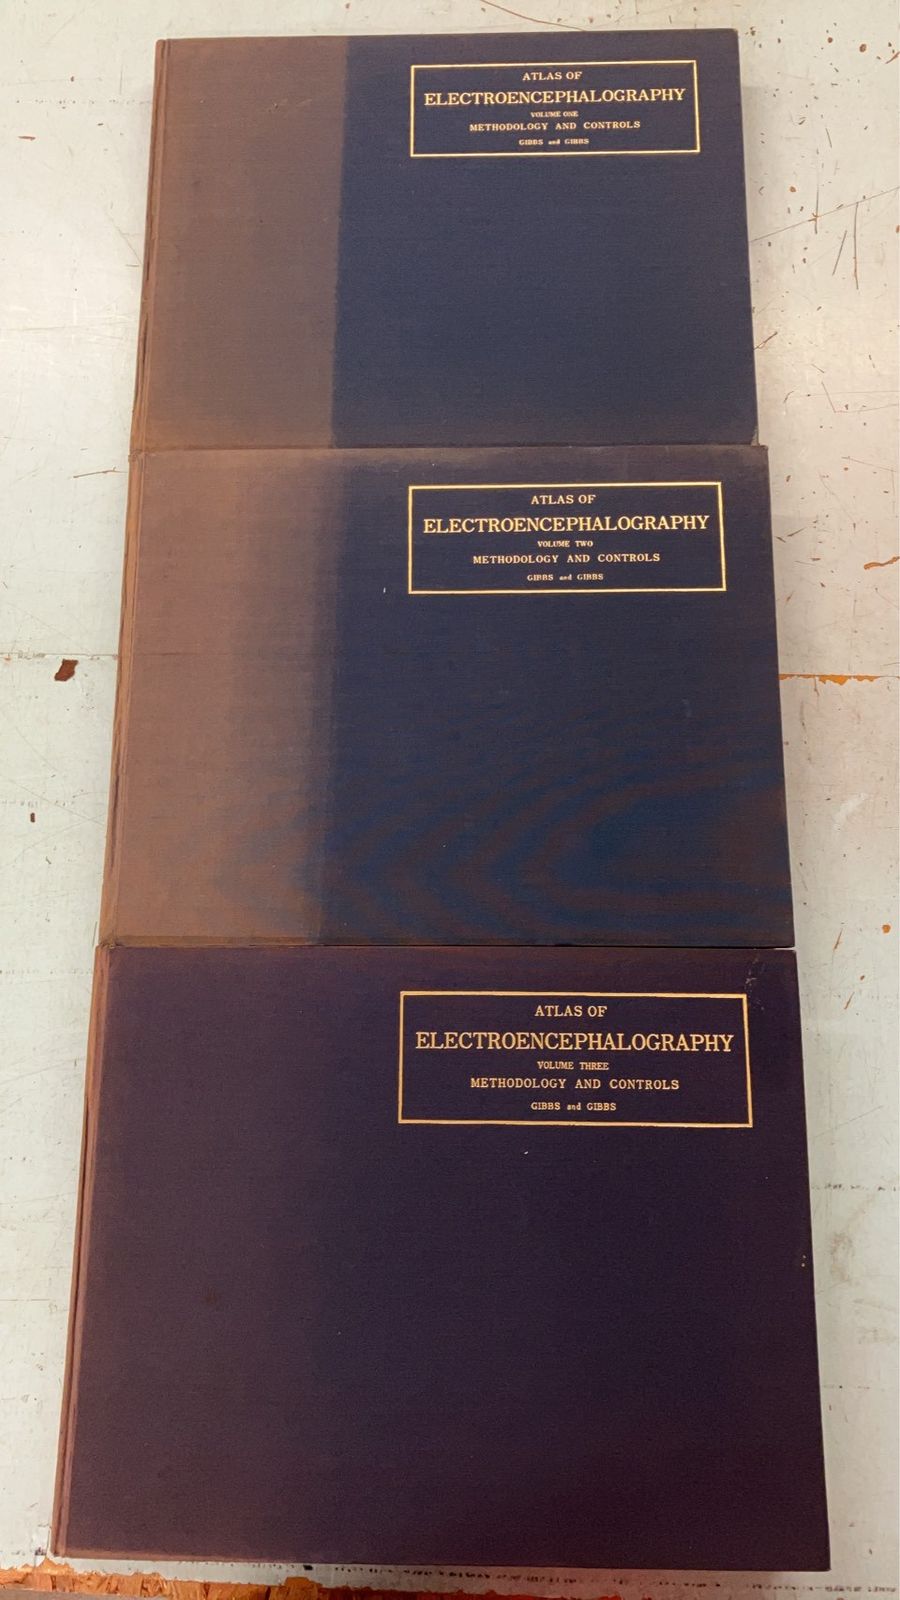 ATLAS OF
ELECTROENCEPHALOGRAPHY
VOLUME ONE
METHODOLOGY AND CONTROLS
GIBBS and GIBBS
ATLAS OF
ELECTROENCEPHALOGRAPHY
VOLUME TWO
METHODOLOGY AND CONTROLS
GIBBS and GIBBS
ATLAS OF
ELECTROENCEPHALOGRAPHY
VOLUME THREE
METHODOLOGY AND CONTROLS
GIBBS and GIBBS